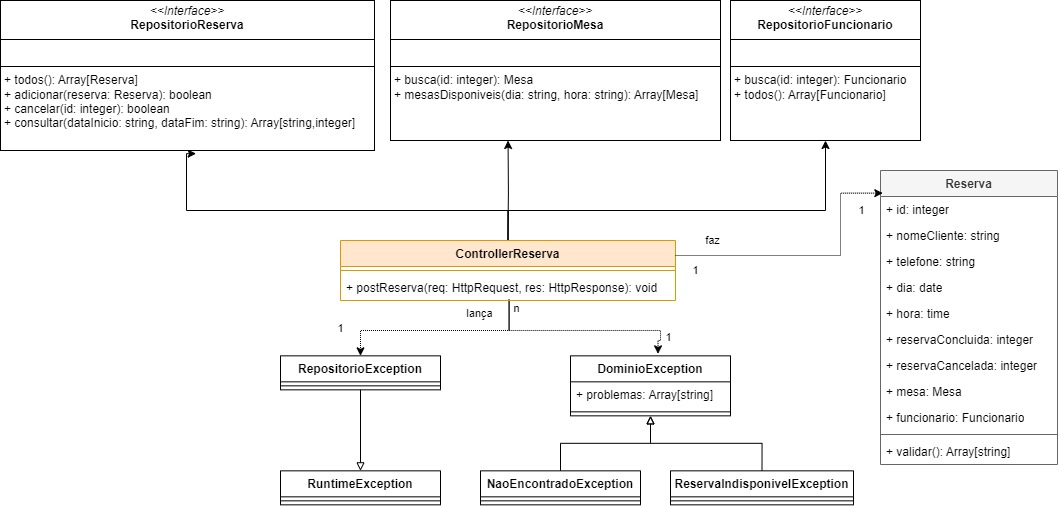 <<Interface>>
RepositorioReserva
+ todos(): Array[Reserva]
+ adicionar(reserva: Reserva): boolean
+ cancelar(id: integer): boolean
+ consultar(dataInicio: string, dataFim: string): Array[string,integer]
<<Interface>>
RepositorioMesa
+ busca(id: integer): Mesa
+ mesasDisponiveis(dia: string, hora: string): Array[Mesa]
<<Interface>>
RepositorioFuncionario
+ busca(id: integer): Funcionario
+ todos(): Array[Funcionario]
Reserva
+ id: integer
+ nomeCliente: string
+ telefone: string
+ dia: date
+ hora: time
+ reservaConcluida: integer
+ reservaCancelada: integer
+ mesa: Mesa
+ funcionario: Funcionario
+ validar(): Array[string]
1
faz
1
ControllerReserva
+ postReserva(req: HttpRequest, res: HttpResponse): void
lança
n
1
1
RepositorioException
DominioException
+ problemas: Array[string]
RuntimeException
NaoEncontradoException
ReservaIndisponivelException